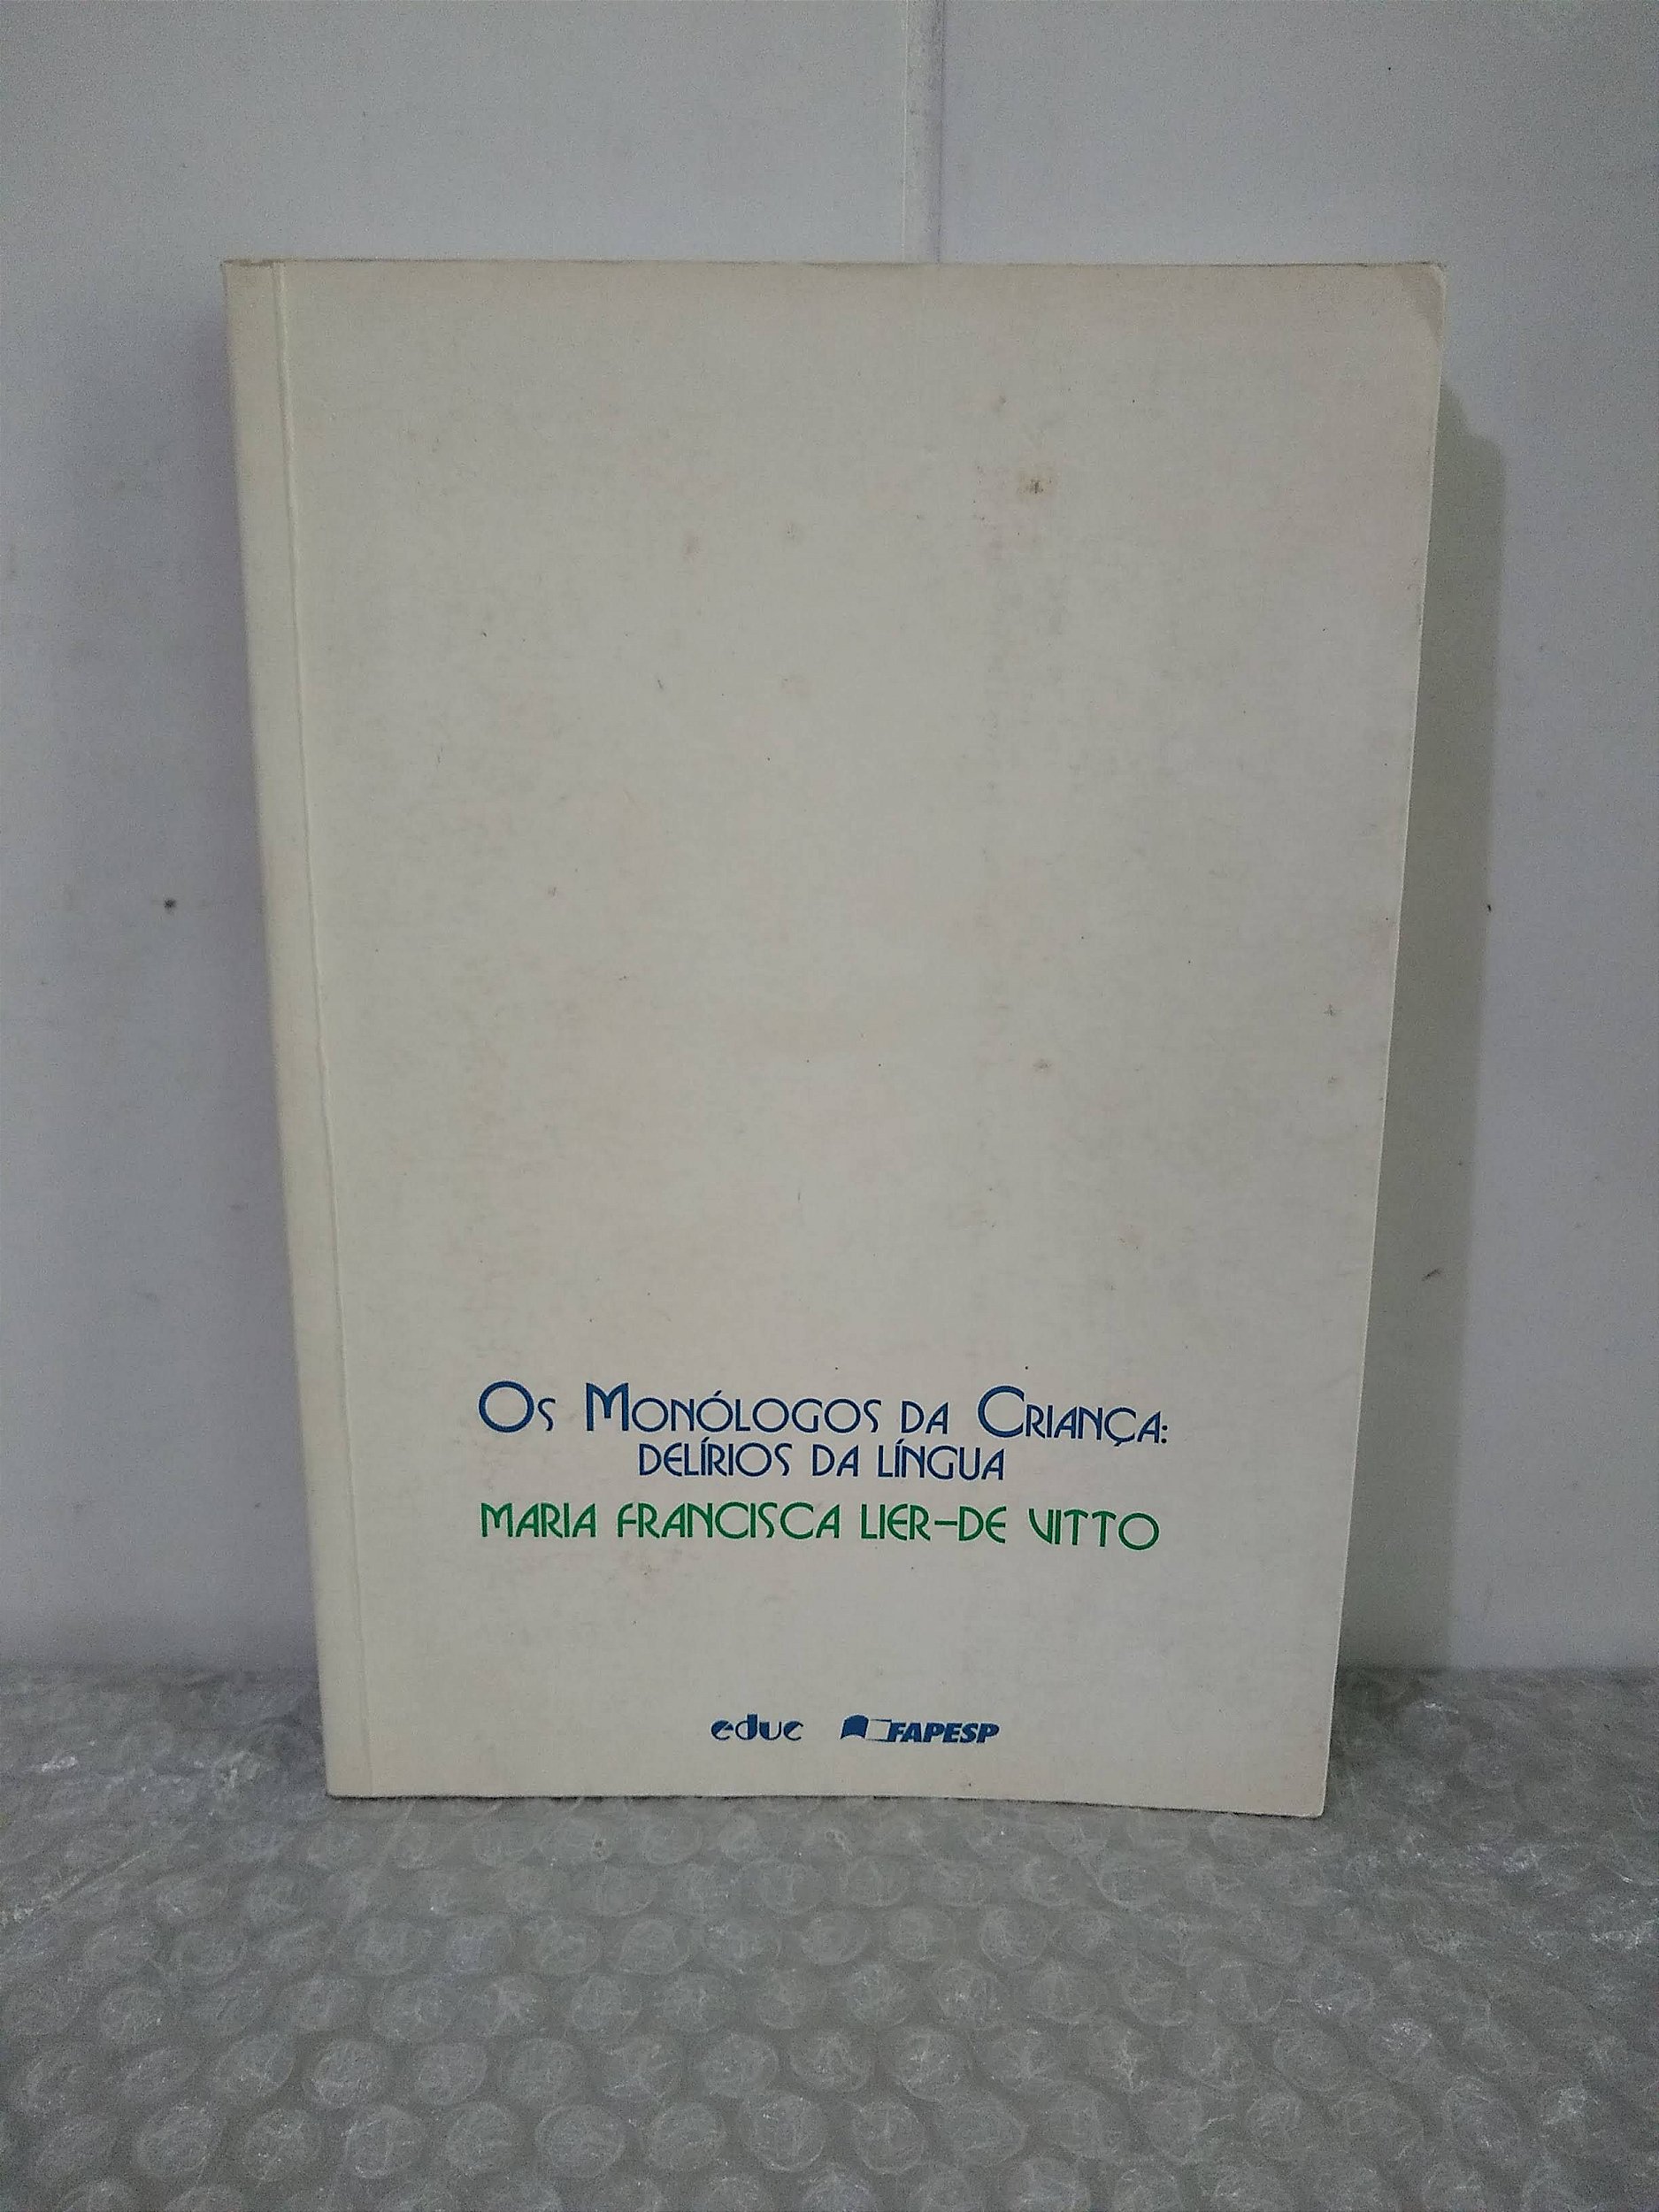 Os Monólogos da Criança:
DELÍRIOS DA LÍNGUA
MARIA FRANCISCA LIER-DE VITTO
educ FAPESP